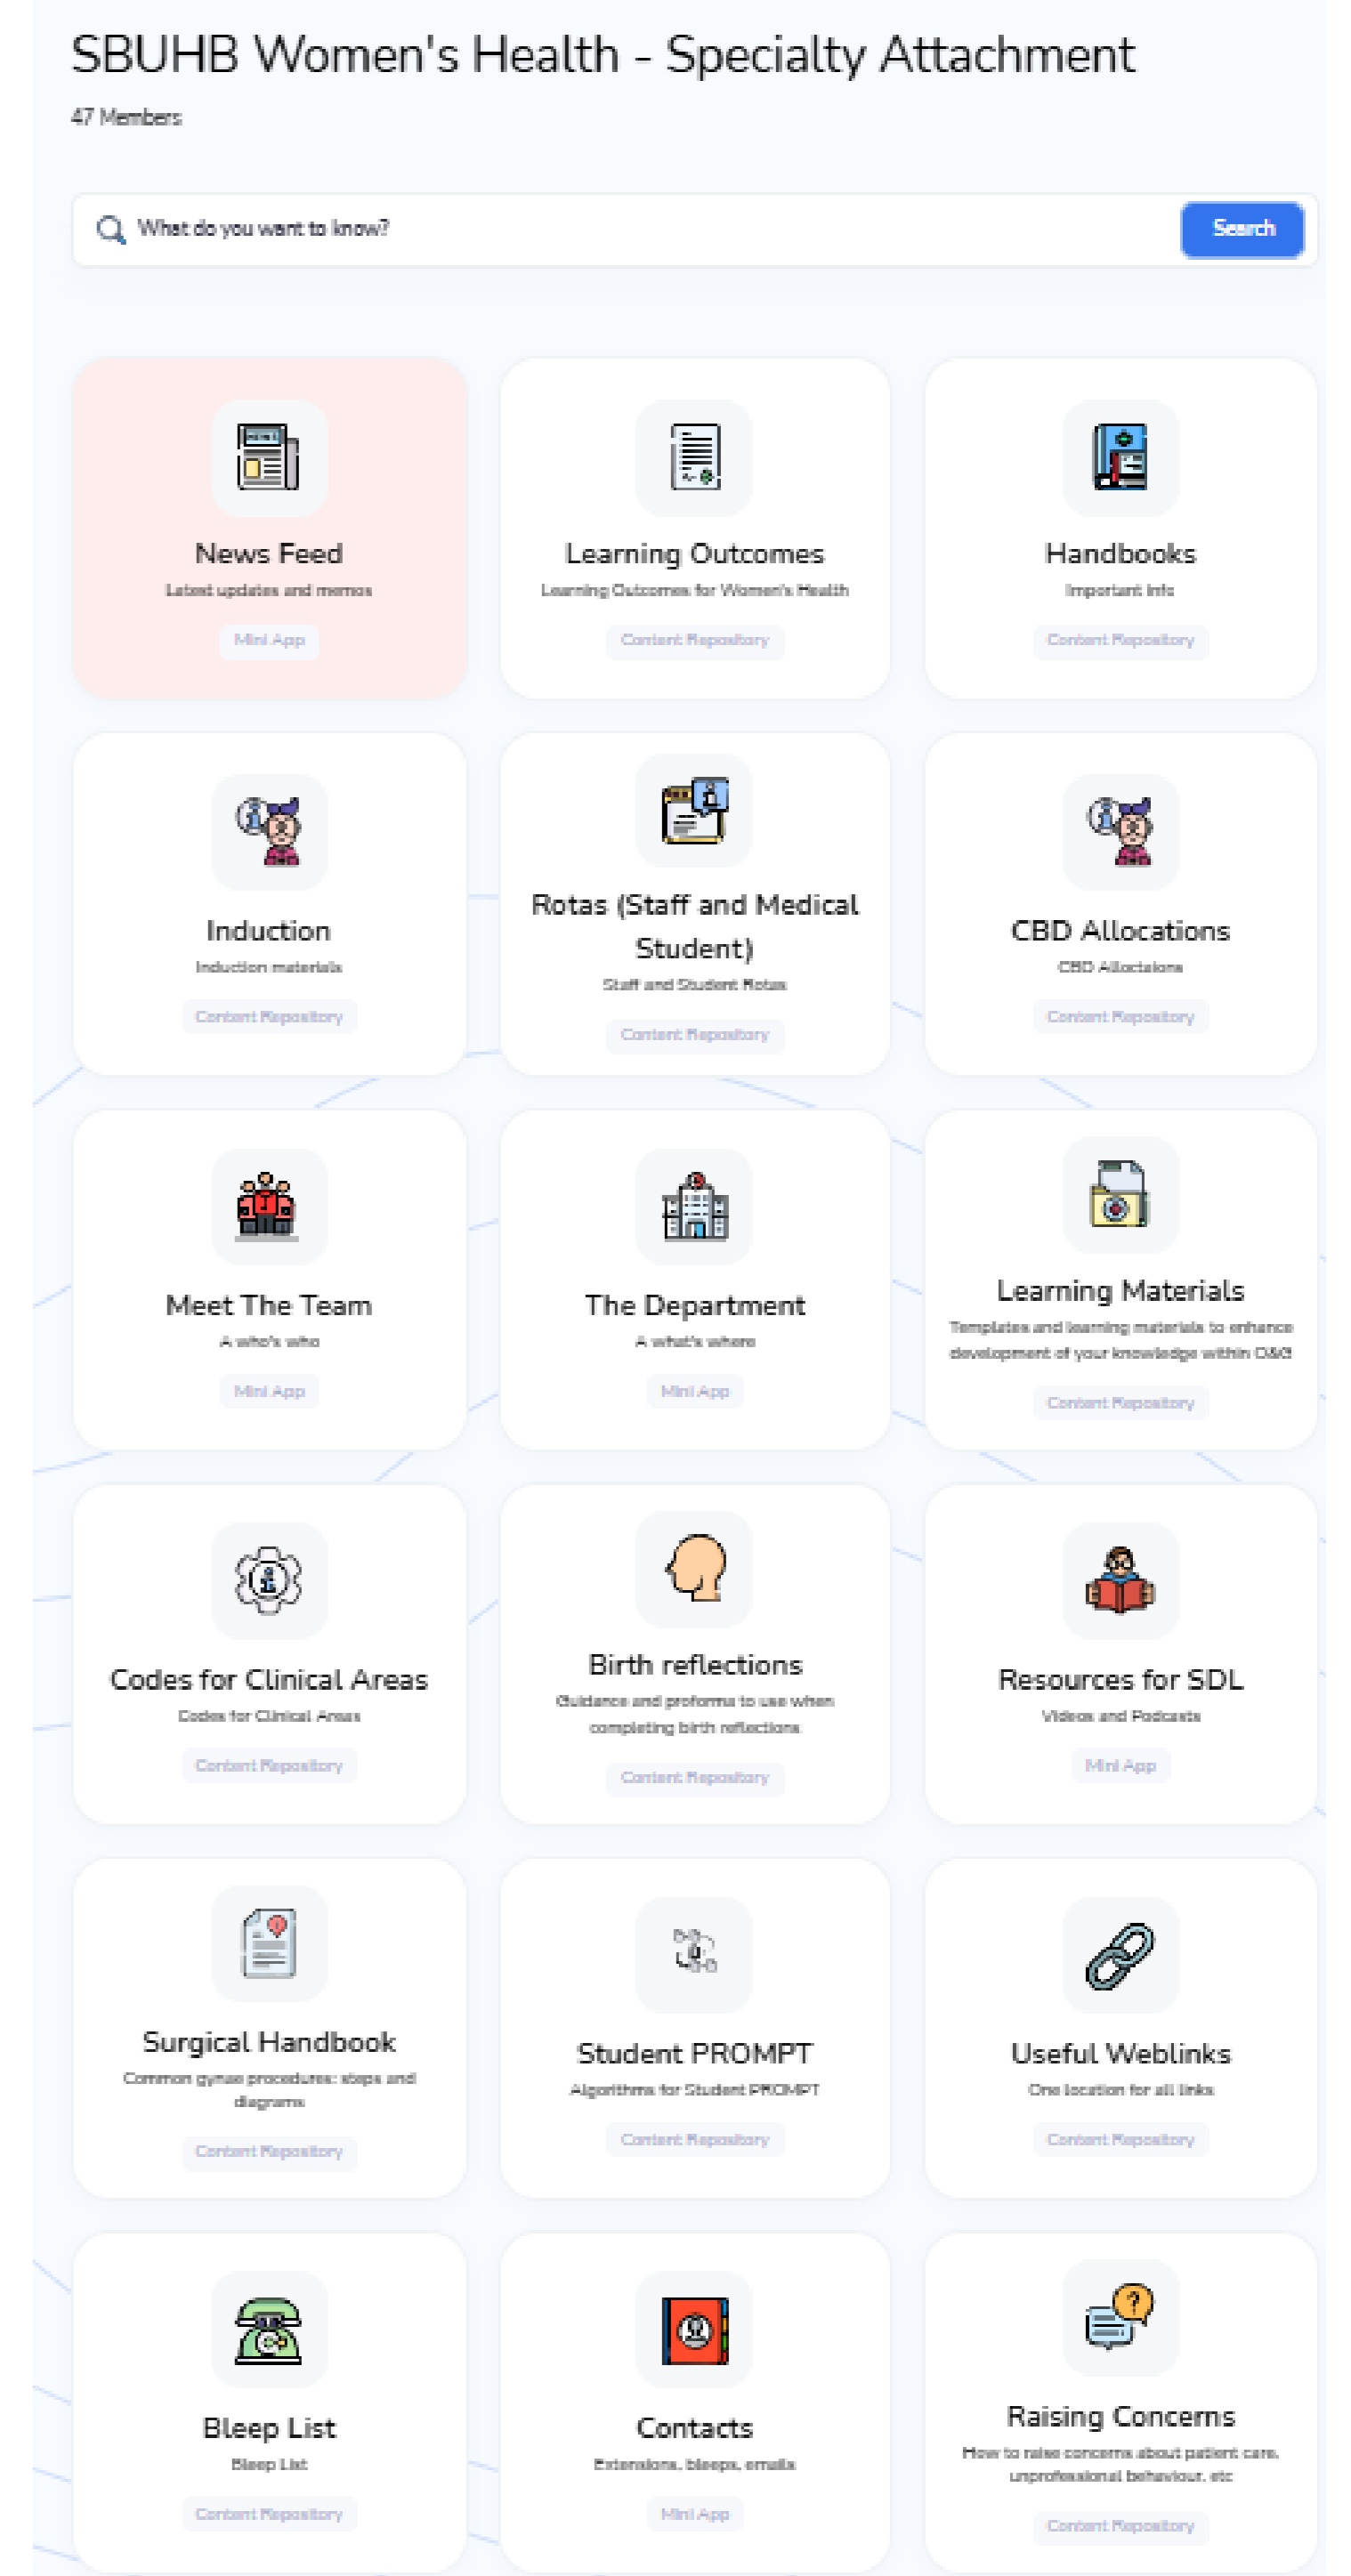 SBUHB Women's Health - Specialty Attachment
47 Members
What do you want to know?
Search
News Feed
Latest updates and memos
Mini App
Learning Outcomes
Learning Outcomes for Women's Health
Content Repository
Handbooks
Important Info
Content Repository
Induction
Induction materials
Content Repository
Rotas (Staff and Medical
Student)
Staff and Student Rotas
Content Repository
CBD Allocations
CBD Alloctaions
Content Repository
Meet The Team
A who's who
Mini App
The Department
A what's where
Mini App
Learning Materials
Templates and learning materials to enhance
development of your knowledge within O&G
Content Repository
Codes for Clinical Areas
Codes for Clinical Areas
Content Repository
Birth reflections
Guidance and proforma to use when
completing birth reflections
Content Repository
Resources for SDL
Videos and Podcasts
Mini App
Surgical Handbook
Common gynae procedures: steps and
diagrams
Content Repository
Student PROMPT
Algorithms for Student PROMPT
Content Repository
Useful Weblinks
One location for all links
Content Repository
Bleep List
Bleep List
Content Repository
Contacts
Extensions, bleeps, emails
Mini App
Raising Concerns
How to raise concerns about patient care,
unprofessional behaviour, etc
Content Repository